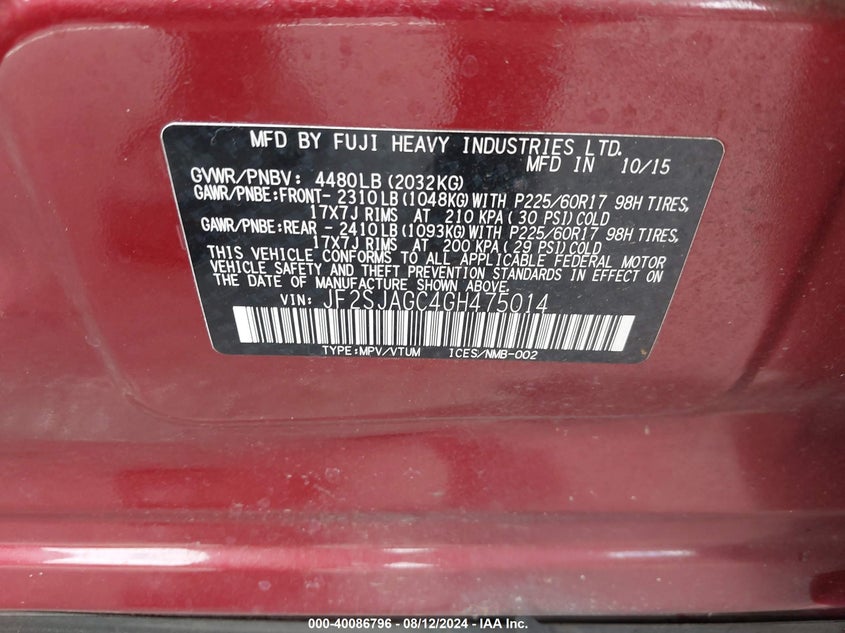 MFD BY FUJI HEAVY INDUSTRIES LTD.
MFD IN 10/15
GVWR/PNBV: 4480LB (2032KG)
GAWR/PNBE:FRONT- 2310LB (1048KG) WITH P225/60R17 98H TIRES,
17X7J RIMS AT 210 KPA ( 30 PSI) COLD
GAWR/PNBE:REAR - 2410LB (1093KG) WITH P225/60R17 98H TIRES,
17X7J RIMS AT 200 KPA ( 29 PSI) COLD
THIS VEHICLE CONFORMS TO ALL APPLICABLE FEDERAL MOTOR
VEHICLE SAFETY AND THEFT PREVENTION STANDARDS IN EFFECT ON
THE DATE OF MANUFACTURE SHOWN ABOVE.
VIN: JF2SJAGC4GH475014
TYPE:MPV/VTUM ICES/NMB-002
000-40086796 - 08/12/2024 - IAA Inc.